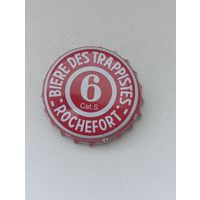 BIERE DES TRAPPISTES
6
Cat.S
- ROCHEFORT -